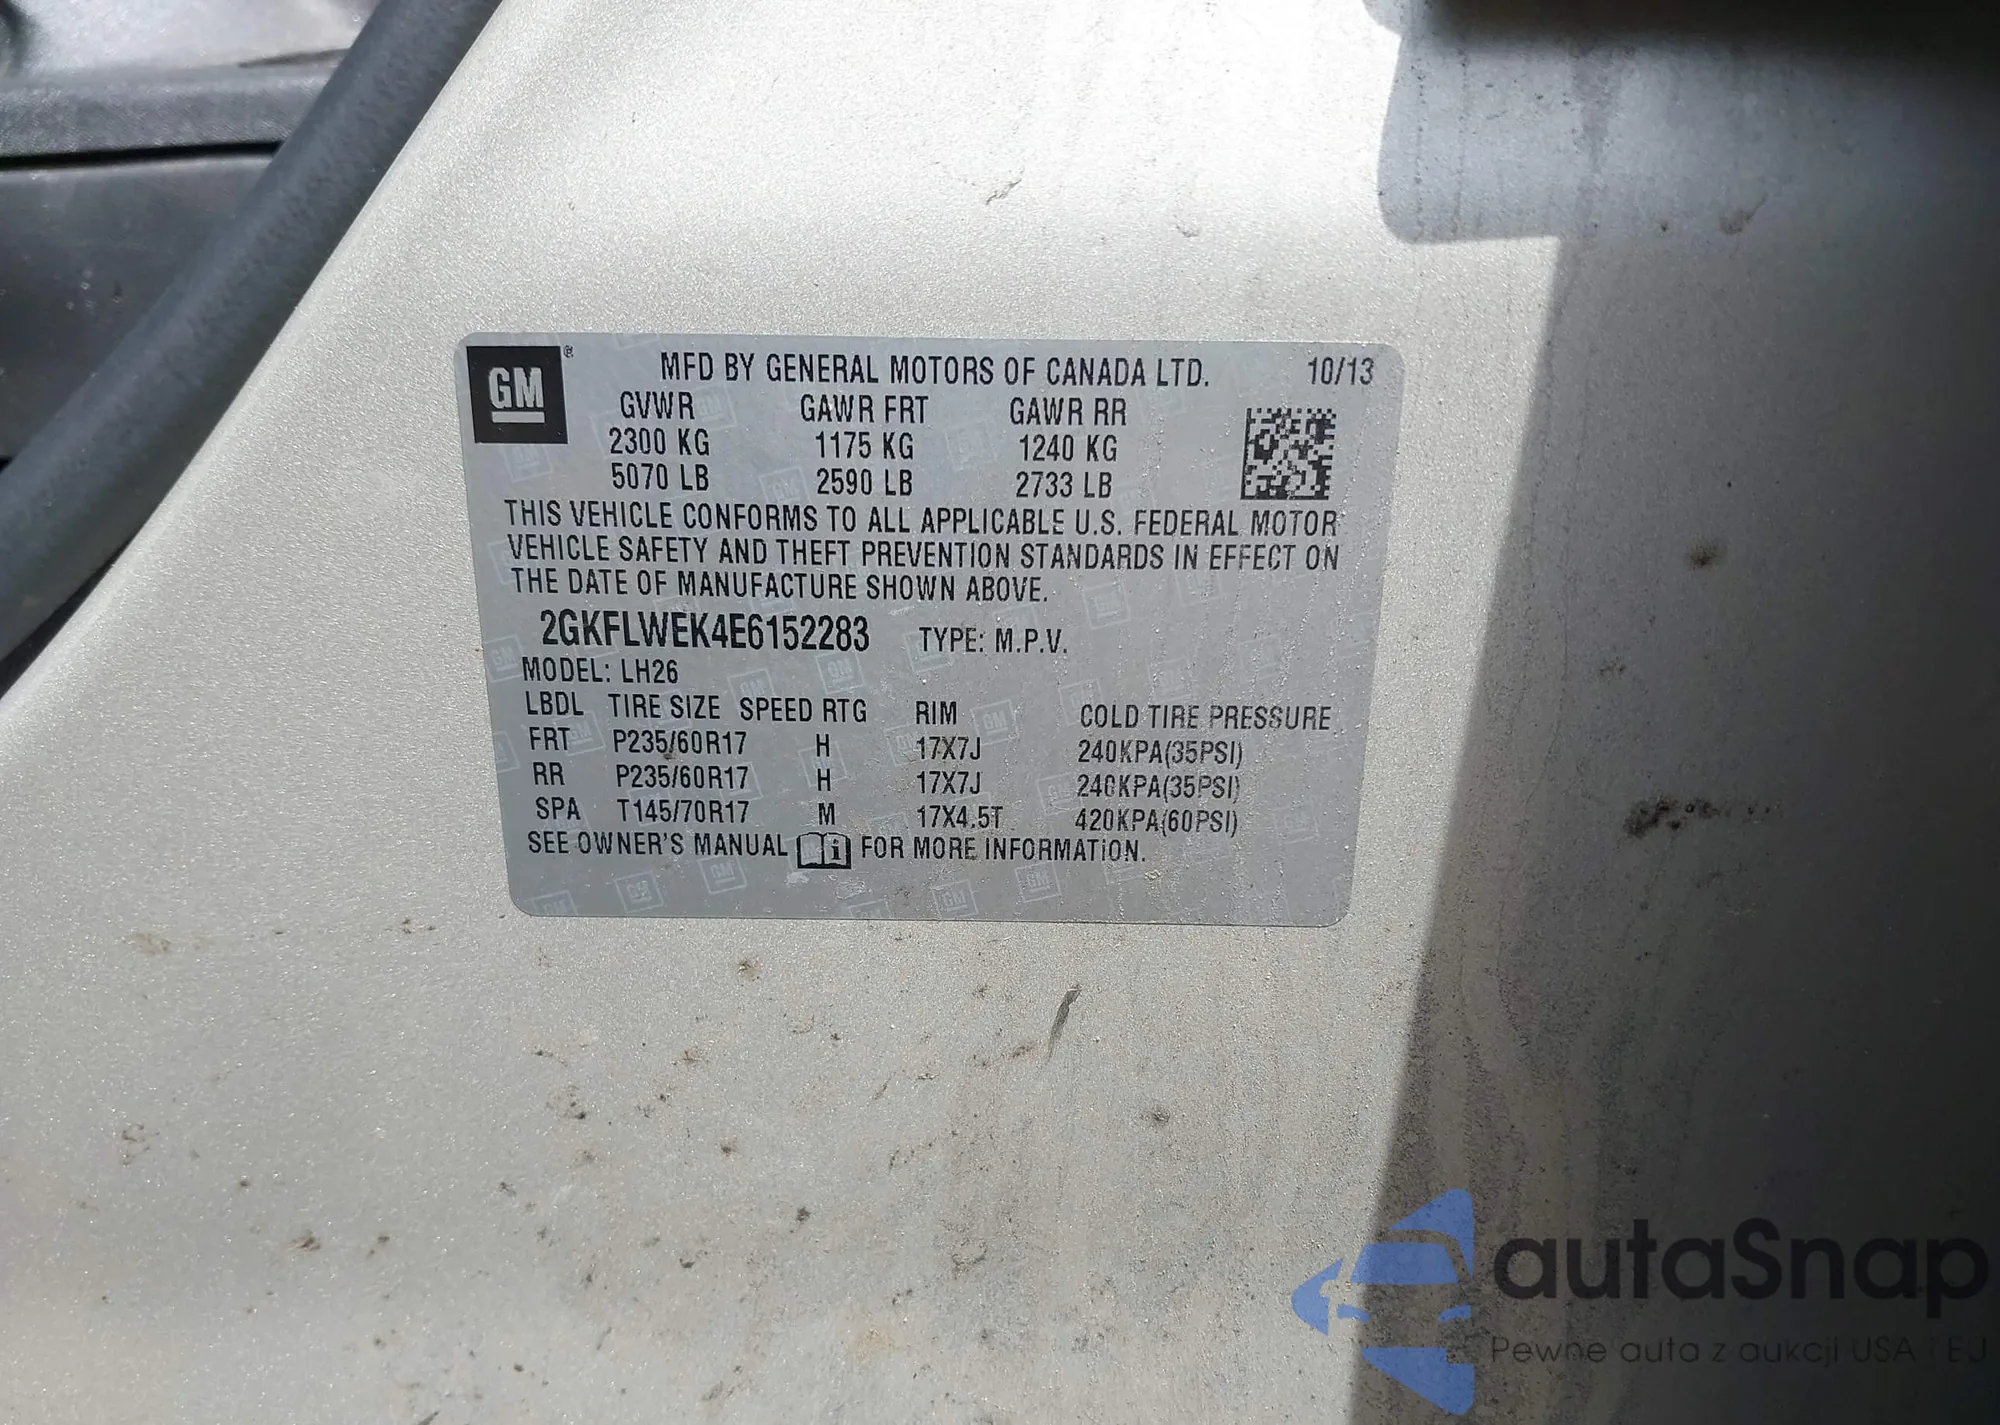 GM ® MFD BY GENERAL MOTORS OF CANADA LTD. 10/13
GVWR GAWR FRT GAWR RR
2300 KG 1175 KG 1240 KG
5070 LB 2590 LB 2733 LB
THIS VEHICLE CONFORMS TO ALL APPLICABLE U.S. FEDERAL MOTOR
VEHICLE SAFETY AND THEFT PREVENTION STANDARDS IN EFFECT ON
THE DATE OF MANUFACTURE SHOWN ABOVE.
2GKFLWEK4E6152283 TYPE: M.P.V.
MODEL: LH26
LBDL TIRE SIZE SPEED RTG RIM COLD TIRE PRESSURE
FRT P235/60R17 H 17X7J 240KPA(35PSI)
RR P235/60R17 H 17X7J 240KPA(35PSI)
SPA T145/70R17 M 17X4.5T 420KPA(60PSI)
SEE OWNER'S MANUAL i FOR MORE INFORMATION.
autaSnap
Pewne auta z aukcji USA i EU